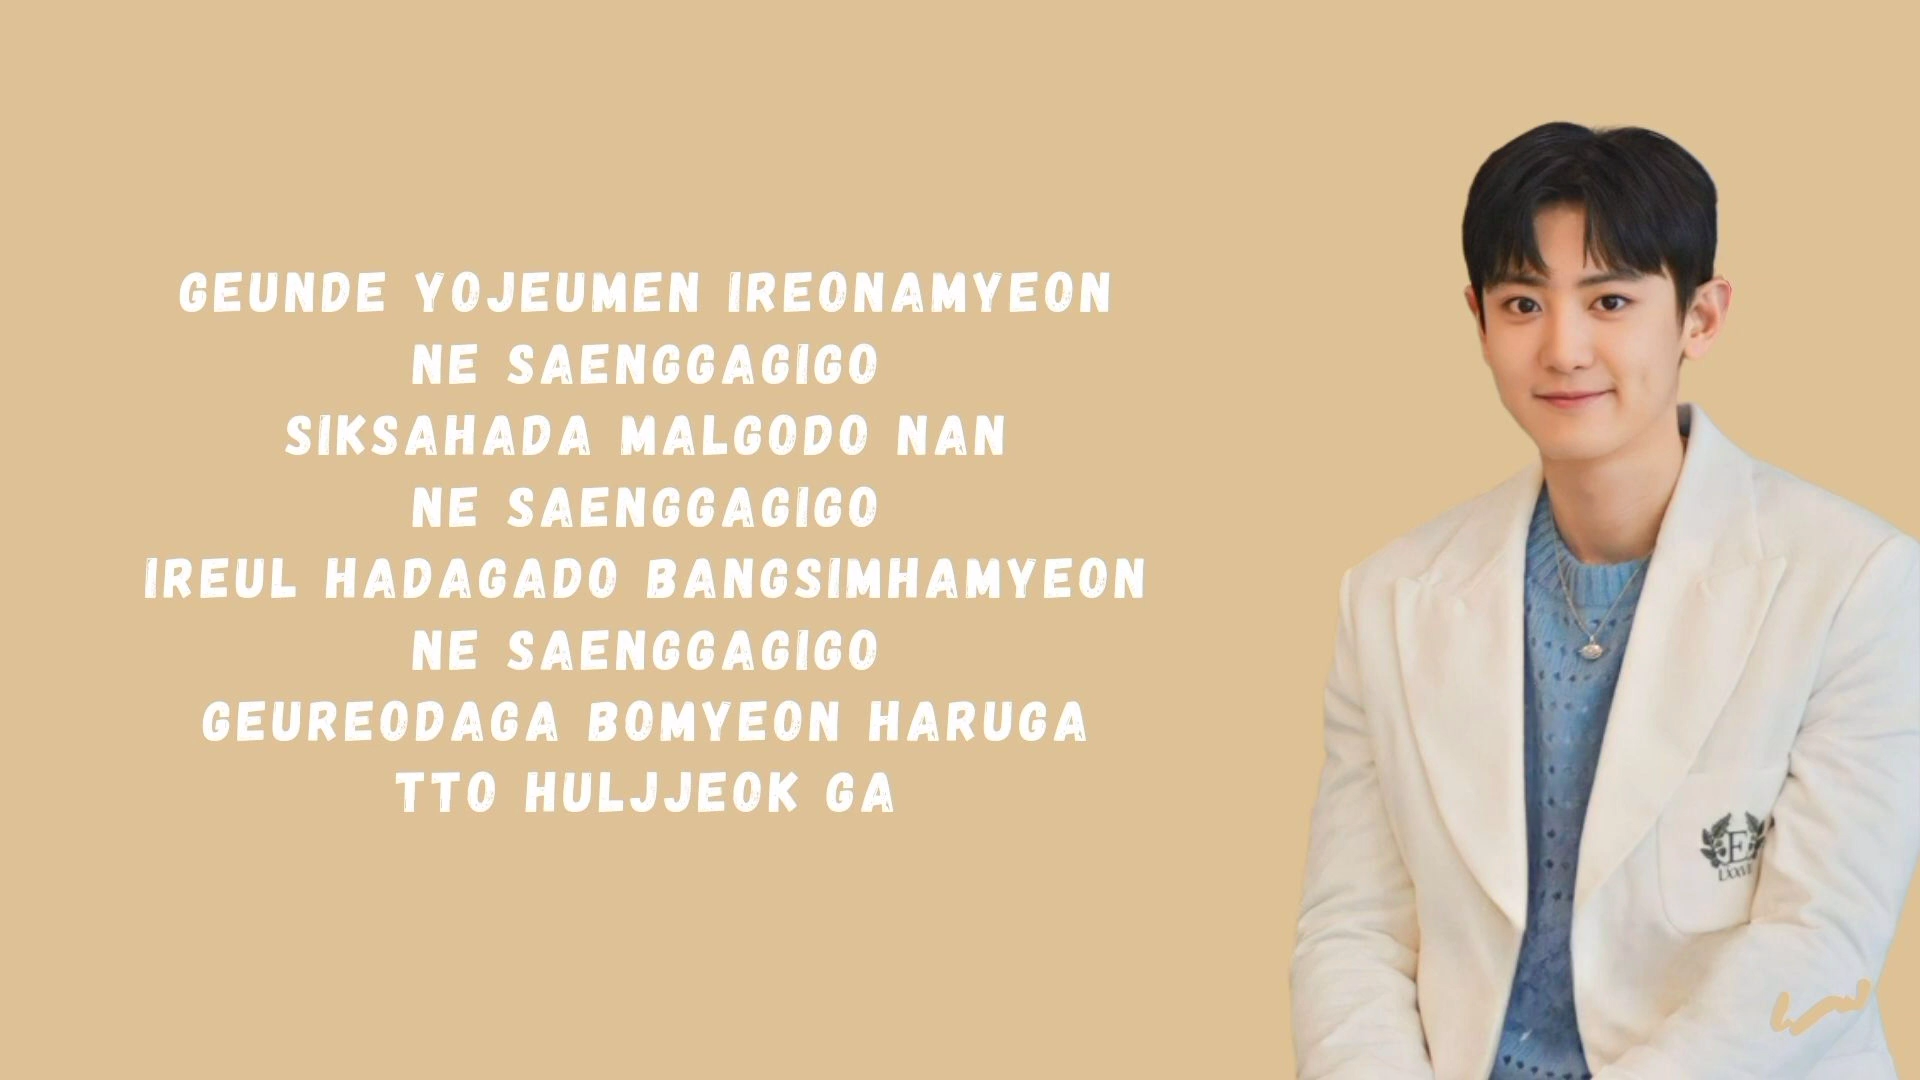 GEUNDE YOJEUMEN IREONAMYEON
NE SAENGGAGIGO
SIKSAHADA MALGODO NAN
NE SAENGGAGIGO
IREUL HADAGADO BANGSIMHAMYEON
NE SAENGGAGIGO
GEUREODAGA BOMYEON HARUGA
TTO HULJJEOK GA
E